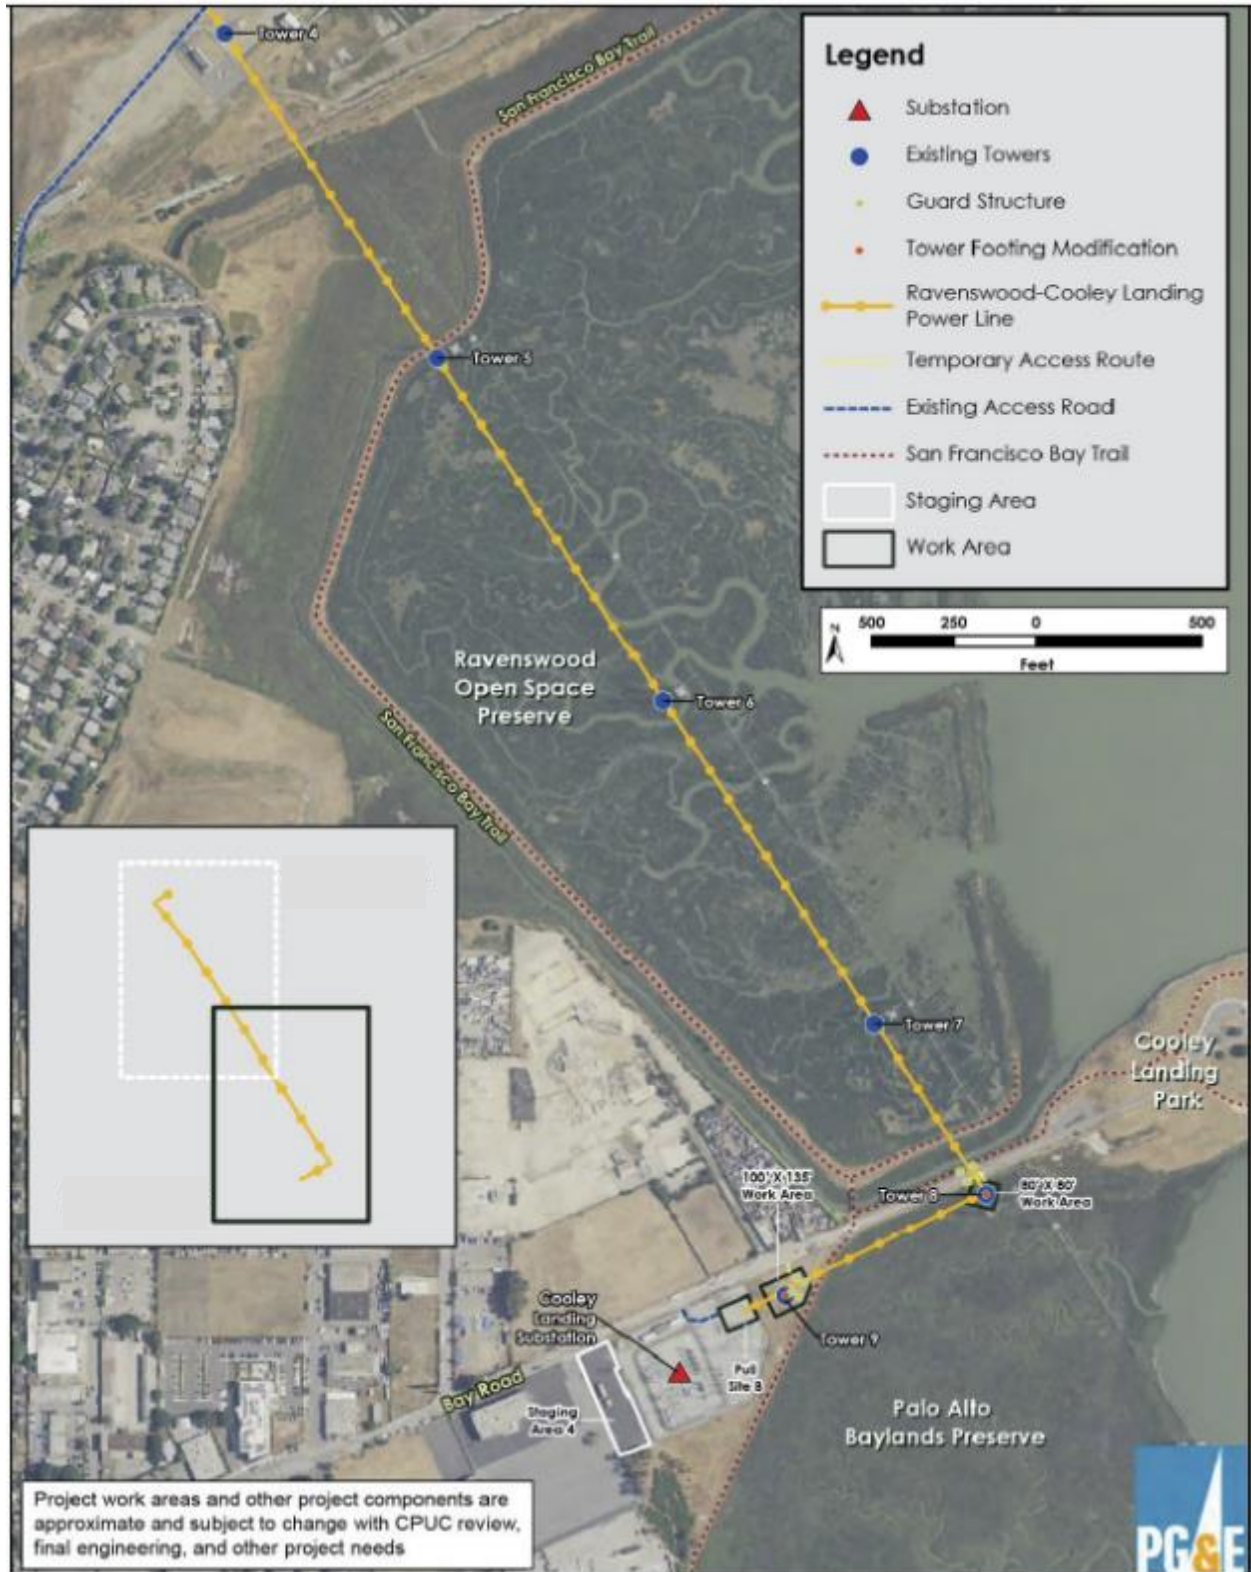 Tower 4
San Francisco Bay Trail
Legend
Substation
Existing Towers
Guard Structure
Tower Footing Modification
Ravenswood-Cooley Landing
Power Line
Temporary Access Route
Existing Access Road
San Francisco Bay Trail
Staging Area
Work Area
Tower 5
N
500 250 0 500
Feet
Ravenswood
Open Space
Preserve
Tower 6
San Francisco Bay Trail
Tower 7
Cooley
Landing
Park
100' X 135'
Work Area
Tower 8
80' X 80'
Work Area
Cooley
Landing
Substation
Tower 9
Pull
Site B
Bay Road
Staging
Area 4
Palo Alto
Baylands Preserve
Project work areas and other project components are
approximate and subject to change with CPUC review,
final engineering, and other project needs
PG&E